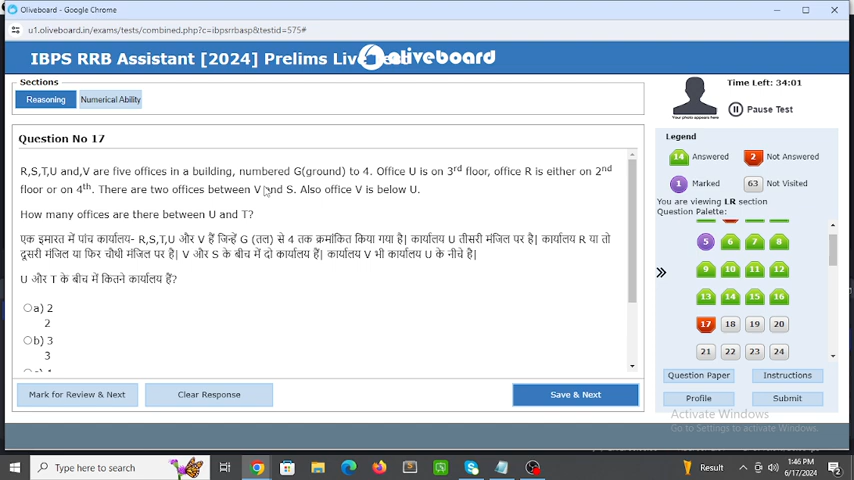 Oliveboard - Google Chrome
u1.oliveboard.in/exams/tests/combined.php?c=ibpsrrbasp&testid=575#
IBPS RRB Assistant [2024] Prelims Live
oliveboard
Sections
Reasoning
Numerical Ability
Question No 17
R,S,T,U and,V are five offices in a building, numbered G(ground) to 4. Office U is on 3rd floor, office R is either on 2nd
floor or on 4th. There are two offices between V and S. Also office V is below U.
How many offices are there between U and T?
एक इमारत में पांच कार्यालय- R,S,T,U और V हैं जिन्हें G (तल) से 4 तक क्रमांकित किया गया है| कार्यालय U तीसरी मंजिल पर है| कार्यालय R या तो
दूसरी मंजिल या फिर चौथी मंजिल पर है| V और S के बीच में दो कार्यालय हैं| कार्यालय V भी कार्यालय U के नीचे है|
U और T के बीच में कितने कार्यालय हैं?
a) 2
2
b) 3
3
Mark for Review & Next
Clear Response
Save & Next
Your photo appears here
Time Left: 34:01
Pause Test
Legend
14 Answered
2 Not Answered
1 Marked
63 Not Visited
You are viewing LR section
Question Palette:
5 6 7 8
9 10 11 12
13 14 15 16
17 18 19 20
21 22 23 24
Question Paper
Instructions
Profile
Submit
Activate Windows
Go to Settings to activate Windows.
Type here to search
Result
1:46 PM
6/17/2024
2